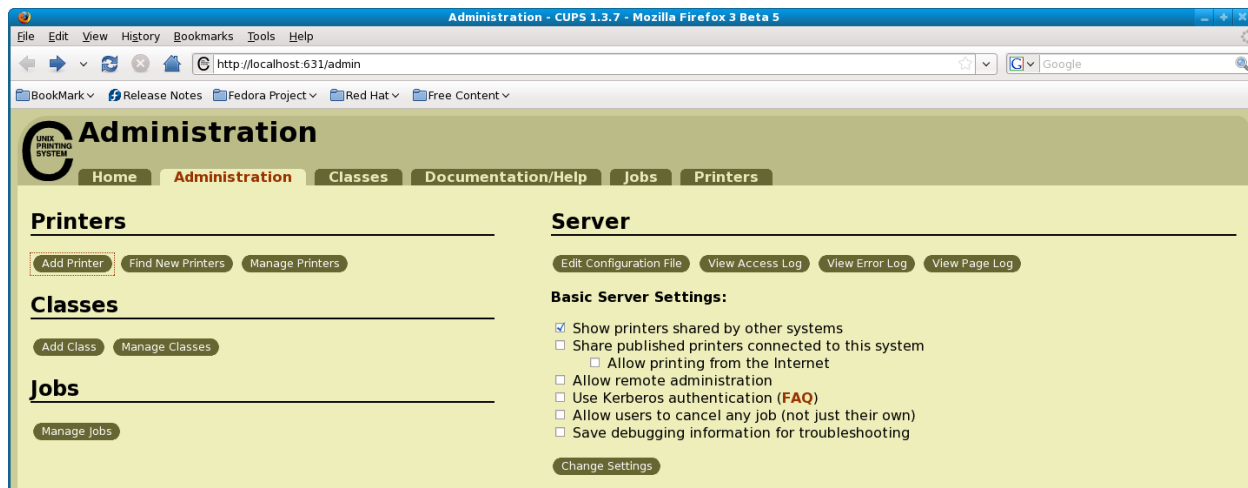 Administration - CUPS 1.3.7 - Mozilla Firefox 3 Beta 5
File Edit View History Bookmarks Tools Help
http://localhost:631/admin
G Google
BookMark Release Notes Fedora Project Red Hat Free Content
UNIX
PRINTING
SYSTEM
Administration
Home Administration Classes Documentation/Help Jobs Printers
Printers
Add Printer Find New Printers Manage Printers
Classes
Add Class Manage Classes
Jobs
Manage Jobs
Server
Edit Configuration File View Access Log View Error Log View Page Log
Basic Server Settings:
Show printers shared by other systems
Share published printers connected to this system
Allow printing from the Internet
Allow remote administration
Use Kerberos authentication (FAQ)
Allow users to cancel any job (not just their own)
Save debugging information for troubleshooting
Change Settings